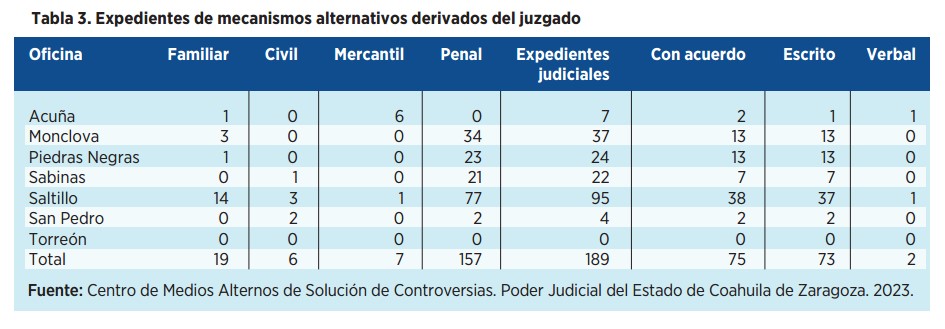 Tabla 3. Expedientes de mecanismos alternativos derivados del juzgado
Oficina Familiar Civil Mercantil Penal Expedientes judiciales Con acuerdo Escrito Verbal
Acuña 1 0 6 0 7 2 1 1
Monclova 3 0 0 34 37 13 13 0
Piedras Negras 1 0 0 23 24 13 13 0
Sabinas 0 1 0 21 22 7 7 0
Saltillo 14 3 1 77 95 38 37 1
San Pedro 0 2 0 2 4 2 2 0
Torreón 0 0 0 0 0 0 0 0
Total 19 6 7 157 189 75 73 2
Fuente: Centro de Medios Alternos de Solución de Controversias. Poder Judicial del Estado de Coahuila de Zaragoza. 2023.